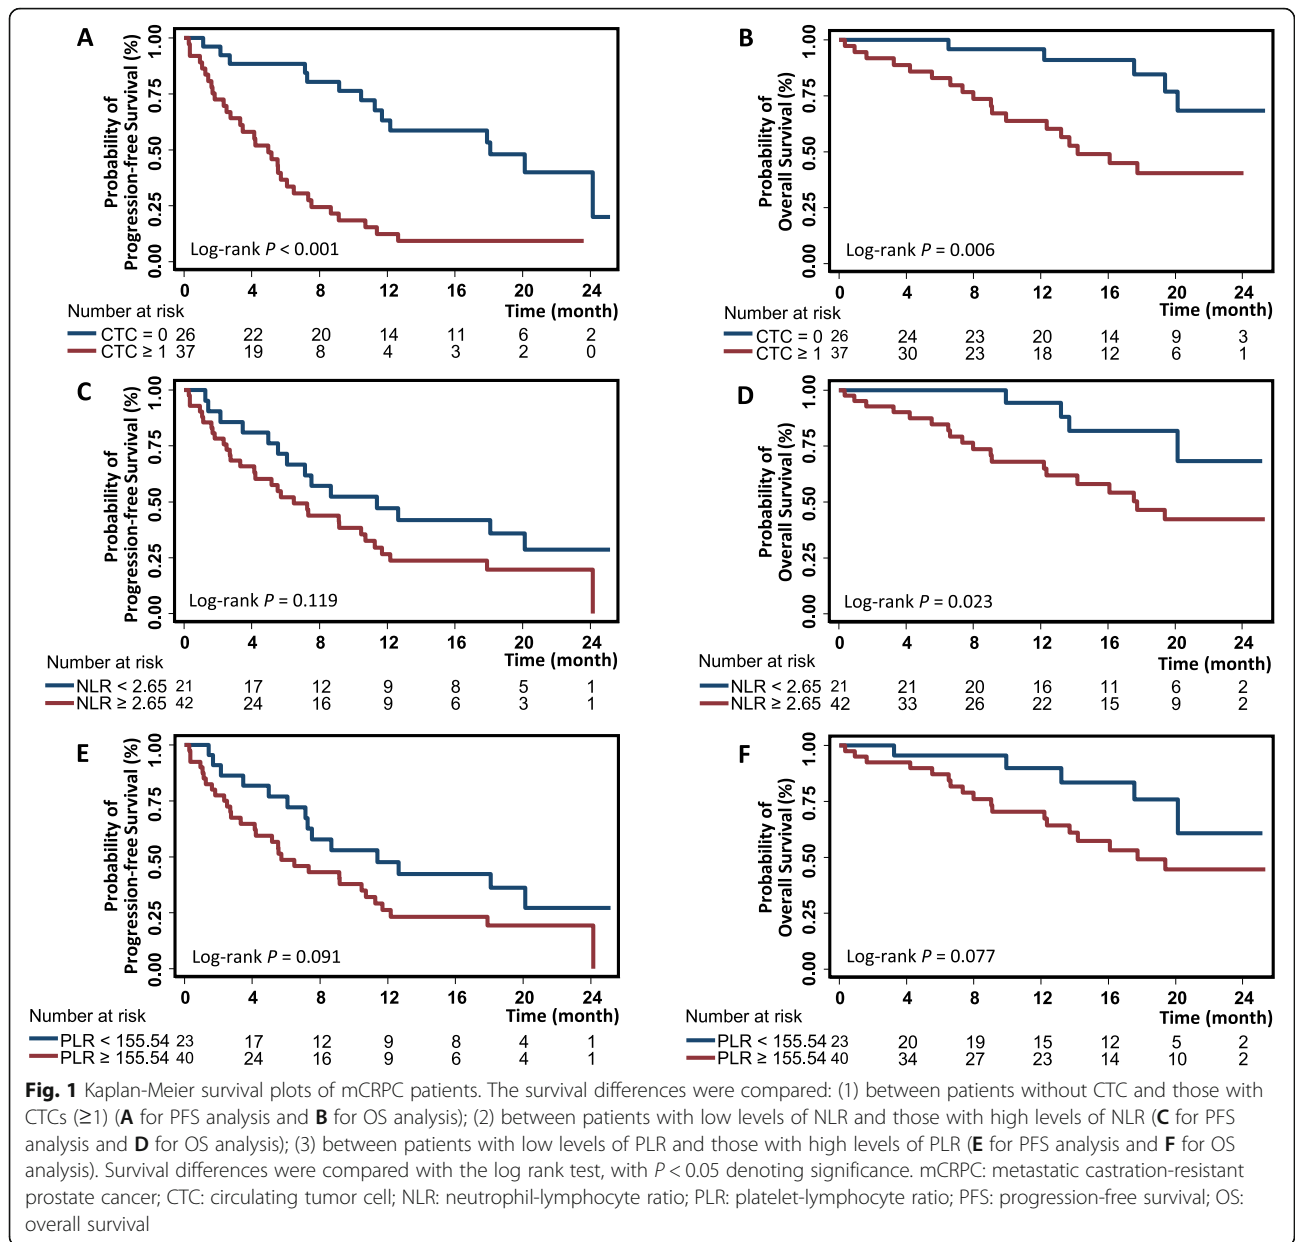 A
Probability of
Progression-free Survival (%)
1.00
0.75
0.50
0.25
0.00
Log-rank P < 0.001
0 4 8 12 16 20 24
Time (month)
Number at risk
CTC = 0 26 22 20 14 11 6 2
CTC ≥ 1 37 19 8 4 3 2 0
B
Probability of
Overall Survival (%)
1.00
0.75
0.50
0.25
0.00
Log-rank P = 0.006
0 4 8 12 16 20 24
Time (month)
Number at risk
CTC = 0 26 24 23 20 14 9 3
CTC ≥ 1 37 30 23 18 12 6 1
C
Probability of
Progression-free Survival (%)
1.00
0.75
0.50
0.25
0.00
Log-rank P = 0.119
0 4 8 12 16 20 24
Time (month)
Number at risk
NLR < 2.65 21 17 12 9 8 5 1
NLR ≥ 2.65 42 24 16 9 6 3 1
D
Probability of
Overall Survival (%)
1.00
0.75
0.50
0.25
0.00
Log-rank P = 0.023
0 4 8 12 16 20 24
Time (month)
Number at risk
NLR < 2.65 21 21 20 16 11 6 2
NLR ≥ 2.65 42 33 26 22 15 9 2
E
Probability of
Progression-free Survival (%)
1.00
0.75
0.50
0.25
0.00
Log-rank P = 0.091
0 4 8 12 16 20 24
Time (month)
Number at risk
PLR < 155.54 23 17 12 9 8 4 1
PLR ≥ 155.54 40 24 16 9 6 4 1
F
Probability of
Overall Survival (%)
1.00
0.75
0.50
0.25
0.00
Log-rank P = 0.077
0 4 8 12 16 20 24
Time (month)
Number at risk
PLR < 155.54 23 20 19 15 12 5 2
PLR ≥ 155.54 40 34 27 23 14 10 2
Fig. 1 Kaplan-Meier survival plots of mCRPC patients. The survival differences were compared: (1) between patients without CTC and those with
CTCs (≥1) (A for PFS analysis and B for OS analysis); (2) between patients with low levels of NLR and those with high levels of NLR (C for PFS
analysis and D for OS analysis); (3) between patients with low levels of PLR and those with high levels of PLR (E for PFS analysis and F for OS
analysis). Survival differences were compared with the log rank test, with P < 0.05 denoting significance. mCRPC: metastatic castration-resistant
prostate cancer; CTC: circulating tumor cell; NLR: neutrophil-lymphocyte ratio; PLR: platelet-lymphocyte ratio; PFS: progression-free survival; OS:
overall survival